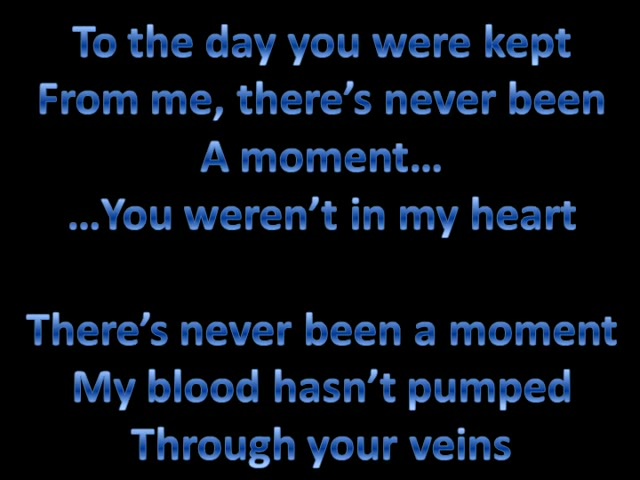 To the day you were kept
From me, there’s never been
A moment…
…You weren’t in my heart
There’s never been a moment
My blood hasn’t pumped
Through your veins